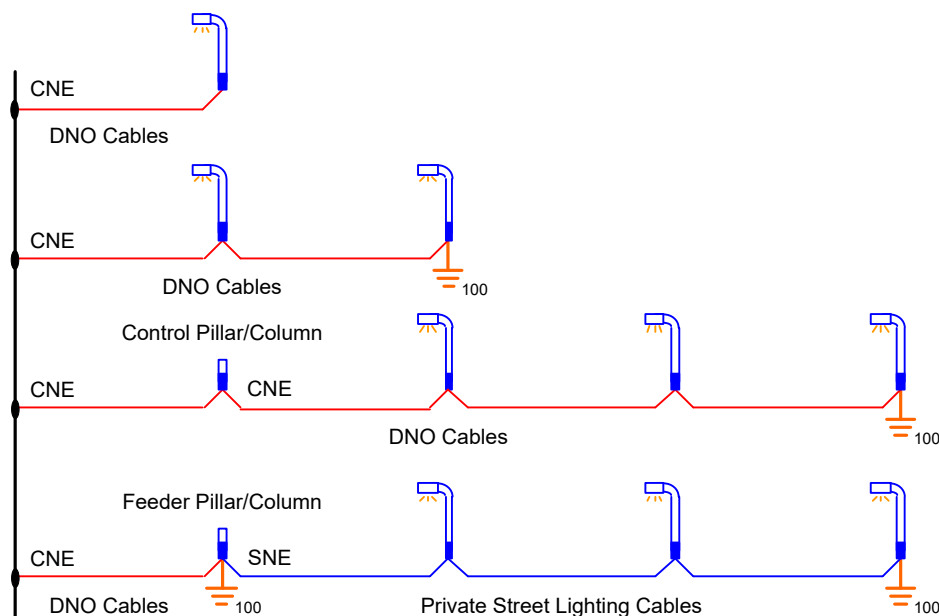 CNE
DNO Cables
CNE
DNO Cables
100
Control Pillar/Column
CNE
CNE
DNO Cables
100
Feeder Pillar/Column
CNE
SNE
DNO Cables
100
Private Street Lighting Cables
100